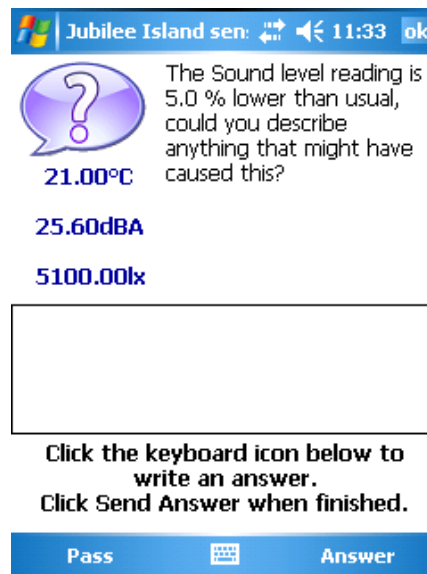 Jubilee Island sen: 11:33 ok
The Sound level reading is
5.0 % lower than usual,
could you describe
anything that might have
caused this?
21.00°C
25.60dBA
5100.00lx
Click the keyboard icon below to
write an answer.
Click Send Answer when finished.
Pass Answer